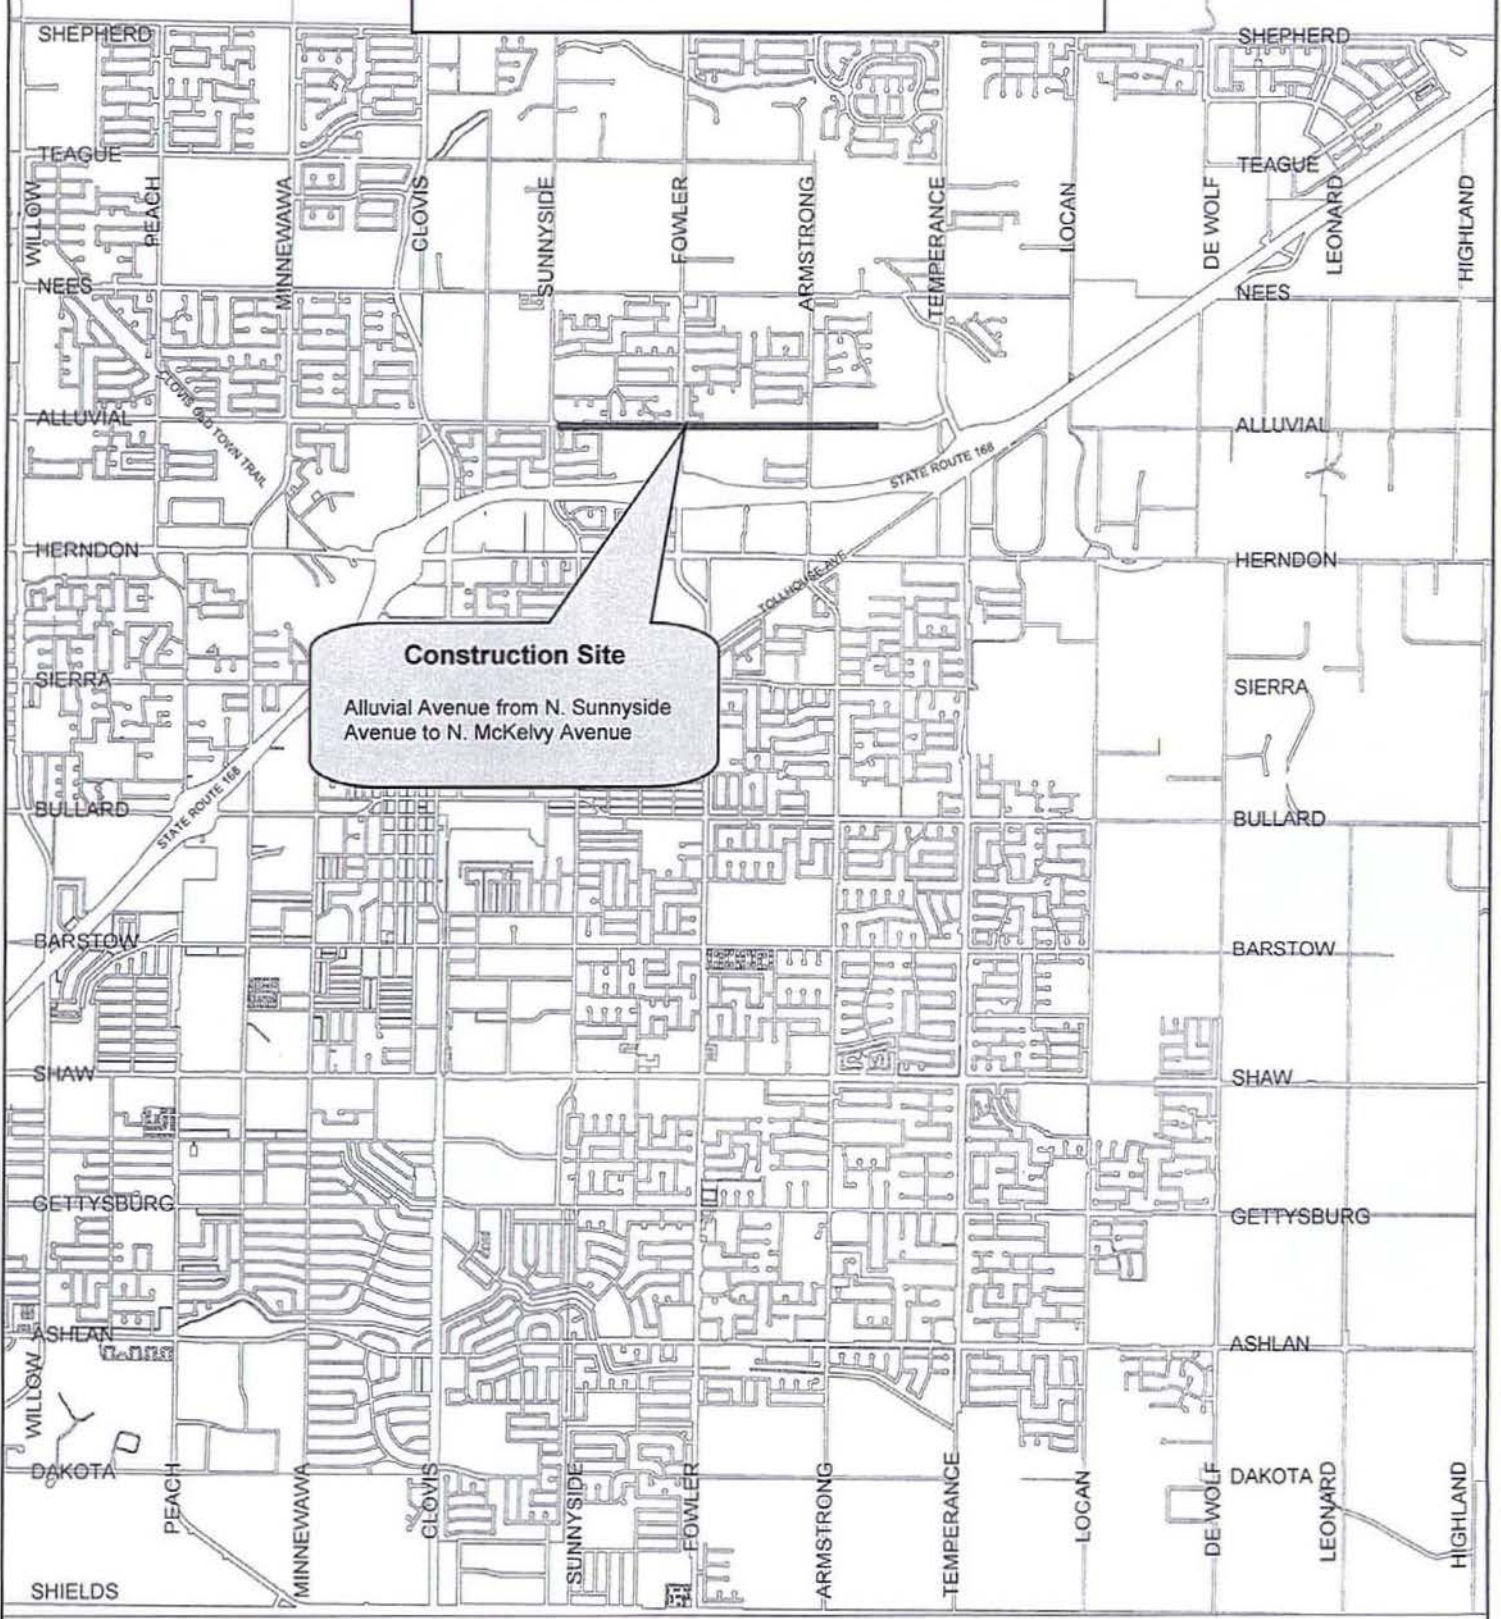 SHEPHERD
SHEPHERD
TEAGUE
TEAGUE
WILLOW
PEACH
MINNEWAWA
CLOVIS
SUNNYSIDE
FOWLER
ARMSTRONG
TEMPERANCE
LOCAN
DE WOLF
LEONARD
HIGHLAND
NEES
NEES
CLOVIS OLD TOWN TRAIL
ALLUVIAL
ALLUVIAL
STATE ROUTE 168
HERNDON
HERNDON
TOLLHOUSE AVE
Construction Site
Alluvial Avenue from N. Sunnyside
Avenue to N. McKelvy Avenue
SIERRA
SIERRA
STATE ROUTE 168
BULLARD
BULLARD
BARSTOW
BARSTOW
SHAW
SHAW
GETTYSBURG
GETTYSBURG
ASHLAN
ASHLAN
WILLOW
DAKOTA
DAKOTA
PEACH
MINNEWAWA
CLOVIS
SUNNYSIDE
FOWLER
ARMSTRONG
TEMPERANCE
LOCAN
DE WOLF
LEONARD
HIGHLAND
SHIELDS